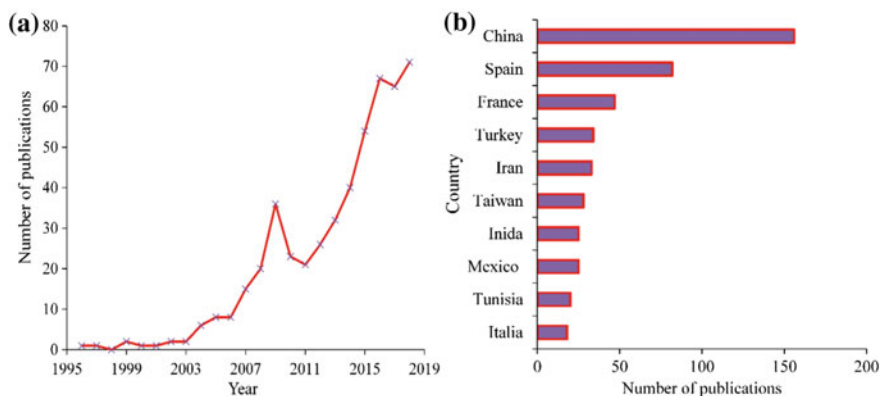 (a)
80
70
60
50
40
30
20
10
0
Number of publications
1995 1999 2003 2007 2011 2015 2019
Year
(b)
China
Spain
France
Turkey
Iran
Taiwan
Inida
Mexico
Tunisia
Italia
Country
0 50 100 150 200
Number of publications